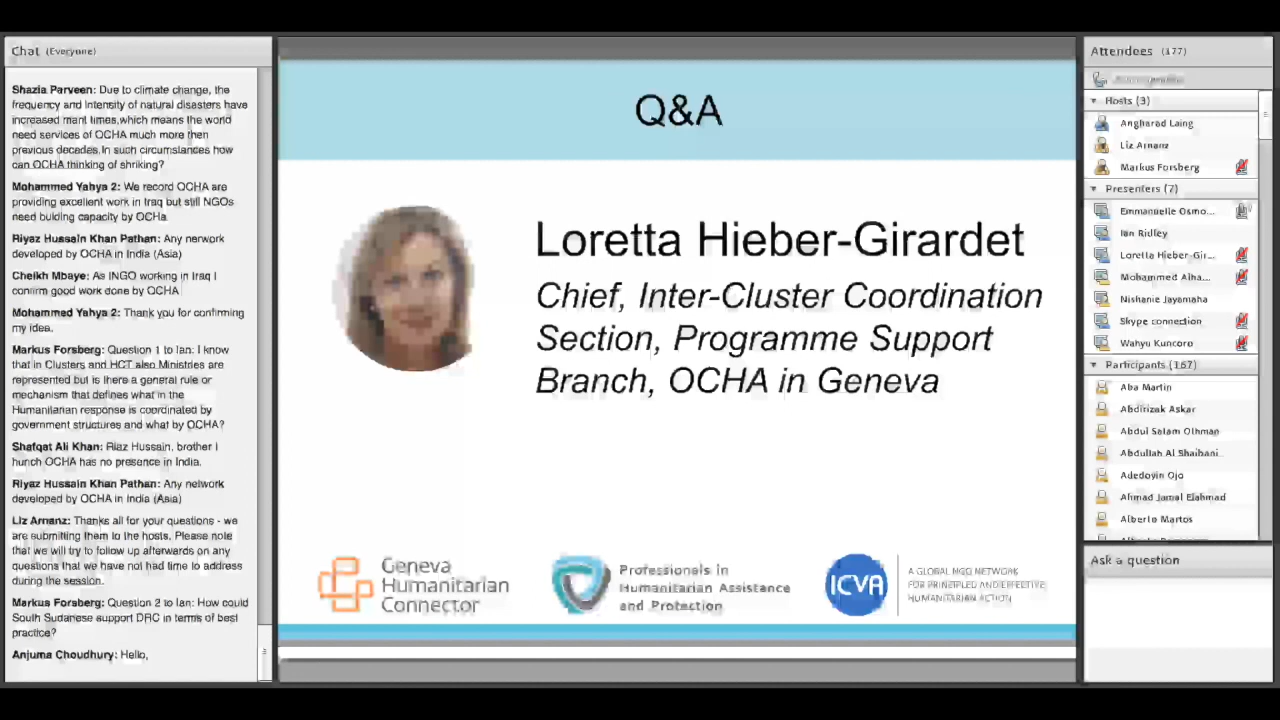 Chat (Everyone)
Shazia Parveen: Due to climate change, the
frequency and intensity of natural disasters have
increased mant times,which means the world
need services of OCHA much more then
previous decades.In such circumstances how
can OCHA thinking of shriking?
Mohammed Yahya 2: We record OCHA are
providing excellent work in Iraq but still NGOs
need bulding capacity by OCHa
Riyaz Hussain Khan Pathan: Any nerwork
developed by OCHA in India (Asia)
Cheikh Mbaye: As INGO working in Iraq I
confirm good work done by OCHA
Mohammed Yahya 2: Thank you for confirming
my idea.
Markus Forsberg: Question 1 to Ian: I know
that in Clusters and HCT also Ministries are
represented but is there a general rule or
mechanism that defines what in the
Humanitarian response is coordinated by
government structures and what by OCHA?
Shafqat Ali Khan: Riaz Hussain, brother I
hunch OCHA has no presence in India.
Riyaz Hussain Khan Pathan: Any network
developed by OCHA in India (Asia)
Liz Arnanz: Thanks all for your questions - we
are submitting them to the hosts. Please note
that we will try to follow up afterwards on any
questions that we have not had time to address
during the session.
Markus Forsberg: Question 2 to Ian: How could
South Sudanese support DRC in terms of best
practice?
Anjuma Choudhury: Hello,
Q&A
Loretta Hieber-Girardet
Chief, Inter-Cluster Coordination
Section, Programme Support
Branch, OCHA in Geneva
Geneva
Humanitarian
Connector
Professionals in
Humanitarian Assistance
and Protection
ICVA
A GLOBAL NGO NETWORK
FOR PRINCIPLED AND EFFECTIVE
HUMANITARIAN ACTION
Attendees (177)
Hosts (3)
Angharad Laing
Liz Arnanz
Markus Forsberg
Presenters (7)
Emmanuelle Osmo...
Ian Ridley
Loretta Hieber-Gir...
Mohammed Alha...
Nishanie Jayamaha
Skype connection
Wahyu Kuncoro
Participants (167)
Aba Martin
Abdirizak Askar
Abdul Salam Othman
Abdullah Al Shaibani..
Adedoyin Ojo
Ahmad Jamal Elahmad
Alberto Martos
Ask a question